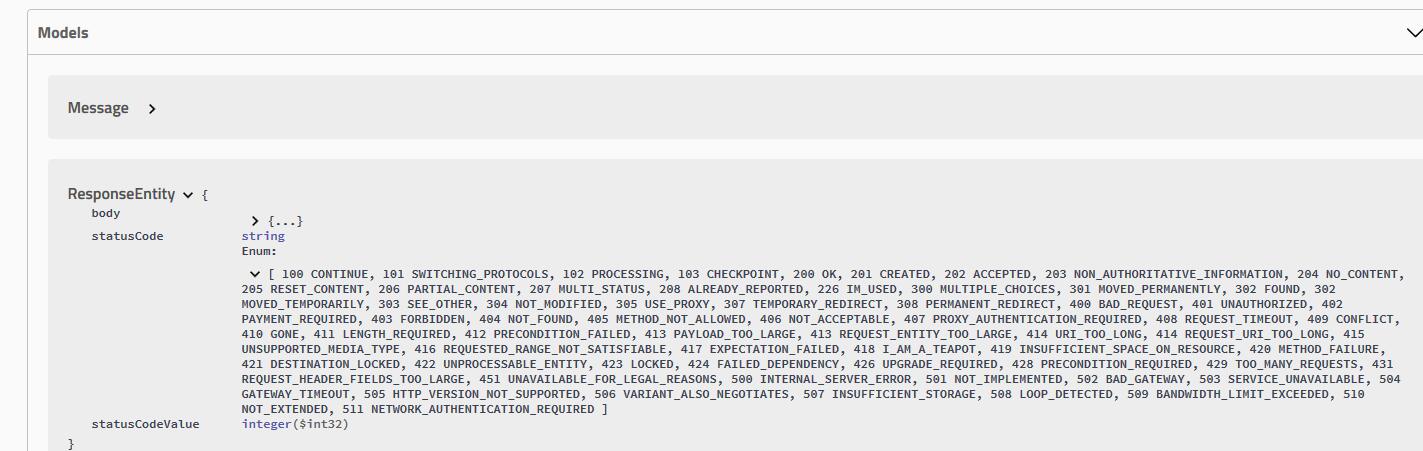 Models
Message
ResponseEntity {
body
{...}
statusCode string
Enum:
[ 100 CONTINUE, 101 SWITCHING_PROTOCOLS, 102 PROCESSING, 103 CHECKPOINT, 200 OK, 201 CREATED, 202 ACCEPTED, 203 NON_AUTHORITATIVE_INFORMATION, 204 NO_CONTENT,
205 RESET_CONTENT, 206 PARTIAL_CONTENT, 207 MULTI_STATUS, 208 ALREADY_REPORTED, 226 IM_USED, 300 MULTIPLE_CHOICES, 301 MOVED_PERMANENTLY, 302 FOUND, 302
MOVED_TEMPORARILY, 303 SEE_OTHER, 304 NOT_MODIFIED, 305 USE_PROXY, 307 TEMPORARY_REDIRECT, 308 PERMANENT_REDIRECT, 400 BAD_REQUEST, 401 UNAUTHORIZED, 402
PAYMENT_REQUIRED, 403 FORBIDDEN, 404 NOT_FOUND, 405 METHOD_NOT_ALLOWED, 406 NOT_ACCEPTABLE, 407 PROXY_AUTHENTICATION_REQUIRED, 408 REQUEST_TIMEOUT, 409 CONFLICT,
410 GONE, 411 LENGTH_REQUIRED, 412 PRECONDITION_FAILED, 413 PAYLOAD_TOO_LARGE, 413 REQUEST_ENTITY_TOO_LARGE, 414 URI_TOO_LONG, 414 REQUEST_URI_TOO_LONG, 415
UNSUPPORTED_MEDIA_TYPE, 416 REQUESTED_RANGE_NOT_SATISFIABLE, 417 EXPECTATION_FAILED, 418 I_AM_A_TEAPOT, 419 INSUFFICIENT_SPACE_ON_RESOURCE, 420 METHOD_FAILURE,
421 DESTINATION_LOCKED, 422 UNPROCESSABLE_ENTITY, 423 LOCKED, 424 FAILED_DEPENDENCY, 426 UPGRADE_REQUIRED, 428 PRECONDITION_REQUIRED, 429 TOO_MANY_REQUESTS, 431
REQUEST_HEADER_FIELDS_TOO_LARGE, 451 UNAVAILABLE_FOR_LEGAL_REASONS, 500 INTERNAL_SERVER_ERROR, 501 NOT_IMPLEMENTED, 502 BAD_GATEWAY, 503 SERVICE_UNAVAILABLE, 504
GATEWAY_TIMEOUT, 505 HTTP_VERSION_NOT_SUPPORTED, 506 VARIANT_ALSO_NEGOTIATES, 507 INSUFFICIENT_STORAGE, 508 LOOP_DETECTED, 509 BANDWIDTH_LIMIT_EXCEEDED, 510
NOT_EXTENDED, 511 NETWORK_AUTHENTICATION_REQUIRED ]
statusCodeValue integer($int32)
}